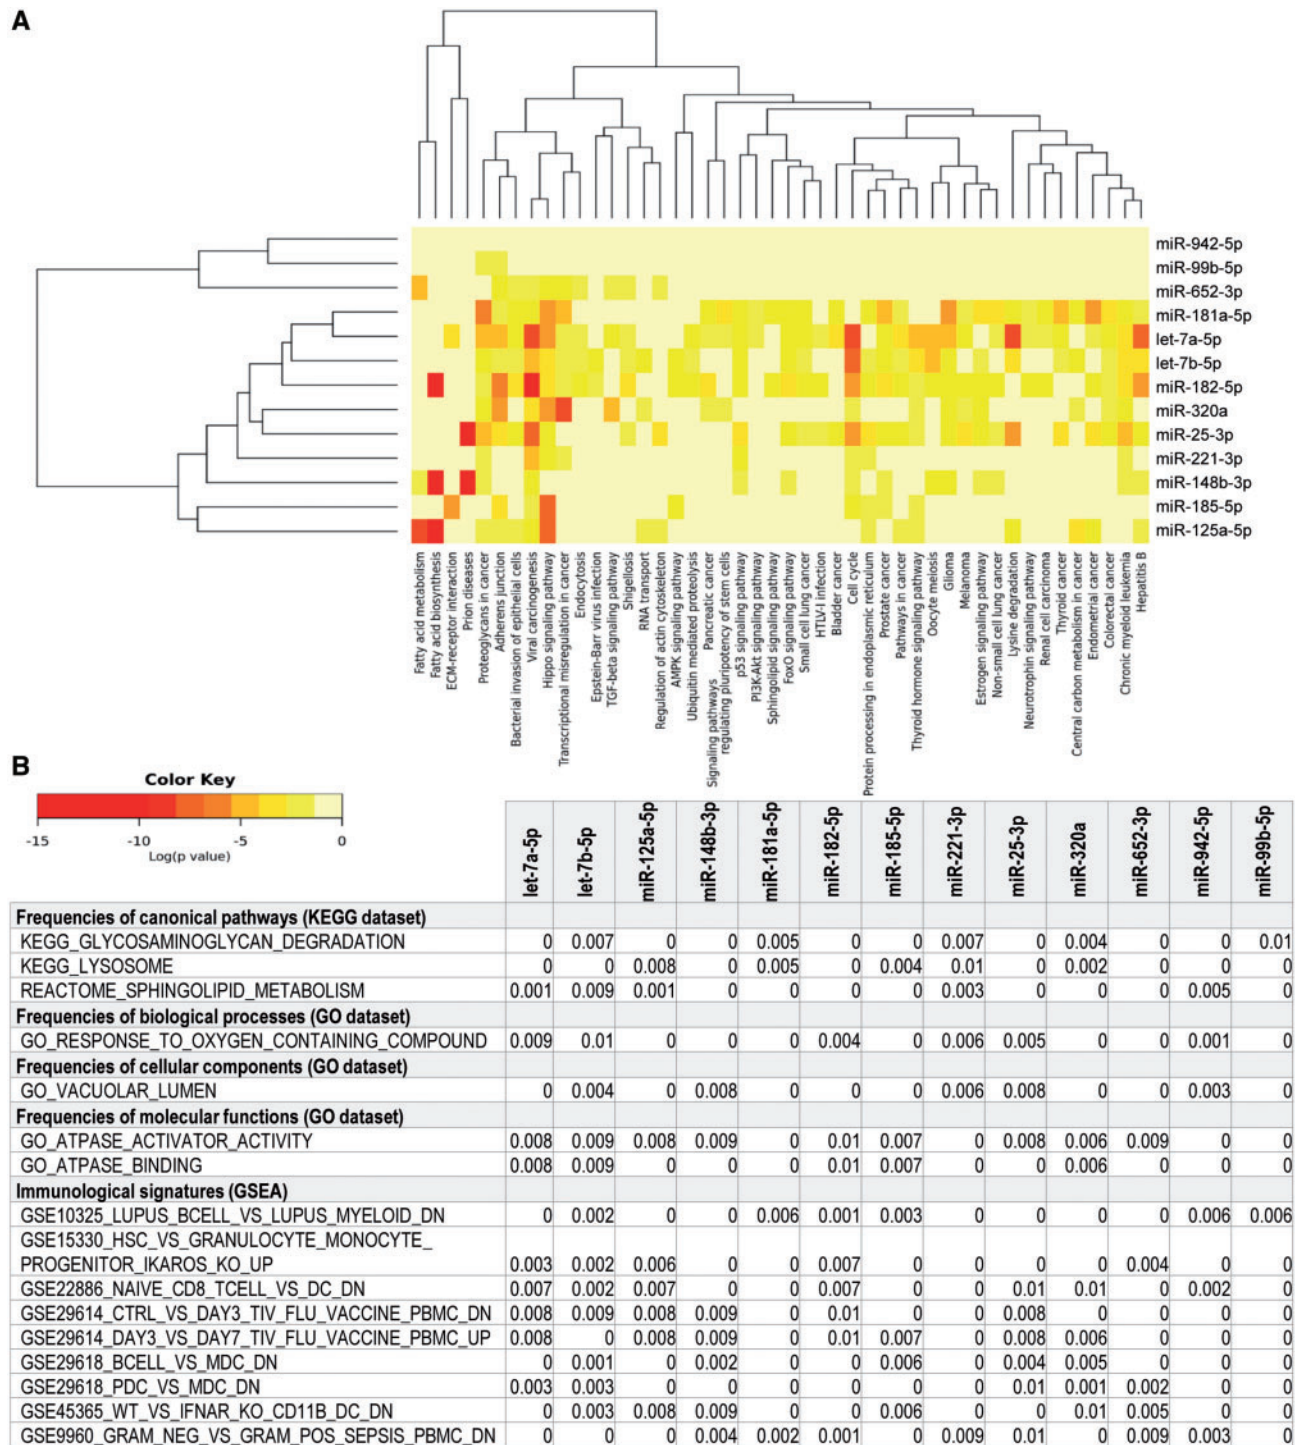 A
miR-942-5p
miR-99b-5p
miR-652-3p
miR-181a-5p
let-7a-5p
let-7b-5p
miR-182-5p
miR-320a
miR-25-3p
miR-221-3p
miR-148b-3p
miR-185-5p
miR-125a-5p
Fatty acid metabolism
Fatty acid biosynthesis
ECM-receptor interaction
Prion diseases
Proteoglycans in cancer
Adherens junction
Bacterial invasion of epithelial cells
Viral carcinogenesis
Hippo signaling pathway
Transcriptional misregulation in cancer
Endocytosis
Epstein-Barr virus infection
TGF-beta signaling pathway
Shigellosis
RNA transport
Regulation of actin cytoskeleton
AMPK signaling pathway
Ubiquitin mediated proteolysis
Pancreatic cancer
Signaling pathways
regulating pluripotency of stem cells
p53 signaling pathway
PI3K-Akt signaling pathway
Sphingolipid signaling pathway
FoxO signaling pathway
Small cell lung cancer
HTLV-I infection
Bladder cancer
Cell cycle
Protein processing in endoplasmic reticulum
Prostate cancer
Pathways in cancer
Thyroid hormone signaling pathway
Oocyte meiosis
Glioma
Melanoma
Estrogen signaling pathway
Non-small cell lung cancer
Lysine degradation
Neurotrophin signaling pathway
Renal cell carcinoma
Thyroid cancer
Central carbon metabolism in cancer
Endometrial cancer
Colorectal cancer
Chronic myeloid leukemia
Hepatitis B
B
Color Key
-15 -10 -5 0
Log(p value)
let-7a-5p let-7b-5p miR-125a-5p miR-148b-3p miR-181a-5p miR-182-5p miR-185-5p miR-221-3p miR-25-3p miR-320a miR-652-3p miR-942-5p miR-99b-5p
Frequencies of canonical pathways (KEGG dataset)
KEGG_GLYCOSAMINOGLYCAN_DEGRADATION 0 0.007 0 0 0.005 0 0 0.007 0 0.004 0 0 0.01
KEGG_LYSOSOME 0 0 0.008 0 0.005 0 0.004 0.01 0 0.002 0 0 0
REACTOME_SPHINGOLIPID_METABOLISM 0.001 0.009 0.001 0 0 0 0 0.003 0 0 0 0.005 0
Frequencies of biological processes (GO dataset)
GO_RESPONSE_TO_OXYGEN_CONTAINING_COMPOUND 0.009 0.01 0 0 0 0.004 0 0.006 0.005 0 0 0.001 0
Frequencies of cellular components (GO dataset)
GO_VACUOLAR_LUMEN 0 0.004 0 0.008 0 0 0 0.006 0.008 0 0 0.003 0
Frequencies of molecular functions (GO dataset)
GO_ATPASE_ACTIVATOR_ACTIVITY 0.008 0.009 0.008 0.009 0 0.01 0.007 0 0.008 0.006 0.009 0 0
GO_ATPASE_BINDING 0.008 0.009 0 0 0 0.01 0.007 0 0 0.006 0 0 0
Immunological signatures (GSEA)
GSE10325_LUPUS_BCELL_VS_LUPUS_MYELOID_DN 0 0.002 0 0 0.006 0.001 0.003 0 0 0 0 0.006 0.006
GSE15330_HSC_VS_GRANULOCYTE_MONOCYTE_
PROGENITOR_IKAROS_KO_UP 0.003 0.002 0.006 0 0 0.007 0 0 0 0 0.004 0 0
GSE22886_NAIVE_CD8_TCELL_VS_DC_DN 0.007 0.002 0.007 0 0 0.007 0 0 0.01 0.01 0 0.002 0
GSE29614_CTRL_VS_DAY3_TIV_FLU_VACCINE_PBMC_DN 0.008 0.009 0.008 0.009 0 0.01 0 0 0.008 0 0 0 0
GSE29614_DAY3_VS_DAY7_TIV_FLU_VACCINE_PBMC_UP 0.008 0 0.008 0.009 0 0.01 0.007 0 0.008 0.006 0 0 0
GSE29618_BCELL_VS_MDC_DN 0 0.001 0 0.002 0 0 0.006 0 0.004 0.005 0 0 0
GSE29618_PDC_VS_MDC_DN 0.003 0.003 0 0 0 0 0 0 0.01 0.001 0.002 0 0
GSE45365_WT_VS_IFNAR_KO_CD11B_DC_DN 0 0.003 0.008 0.009 0 0 0.006 0 0 0.01 0.005 0 0
GSE9960_GRAM_NEG_VS_GRAM_POS_SEPSIS_PBMC_DN 0 0 0 0.004 0.002 0.001 0 0.009 0.01 0 0.009 0.003 0